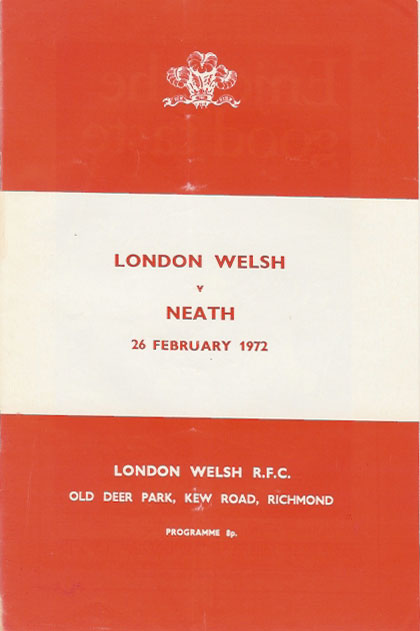 LONDON WELSH
v
NEATH
26 FEBRUARY 1972
LONDON WELSH R.F.C.
OLD DEER PARK, KEW ROAD, RICHMOND
PROGRAMME 8p.